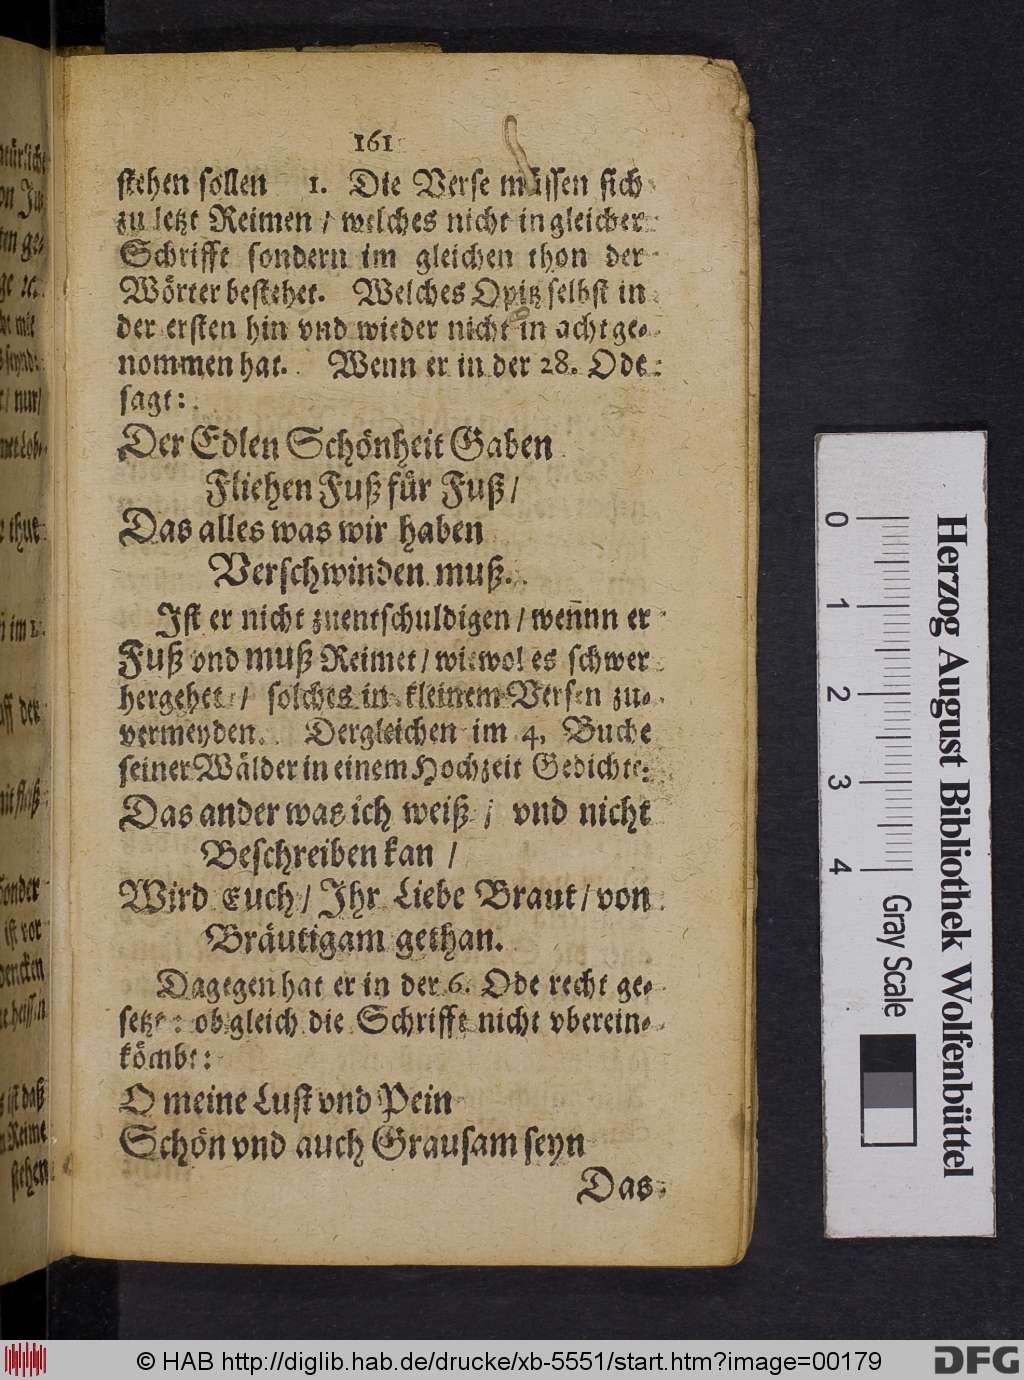 161
stehen sollen 1. Die Verse müssen sich
zu letzt Reimen / welches nicht in gleicher
Schrifft sondern im gleichen thon der
Wörter bestehet. Welches Opitz selbst in
der ersten hin vnd wieder nicht in acht ge-
nommen hat. Wenn er in der 28. Ode
sagt:
Der Edlen Schönheit Gaben
Fliehen Fuß für Fuß /
Das alles was wir haben
Verschwinden muß.
Ist er nicht zuentschuldigen / weñnn er
Fuß vnd muß Reimet / wiewol es schwer
hergehet / solches in kleinem Versen zu-
vermeyden. Dergleichen im 4. Buche
seiner Wälder in einem Hochzeit Gedichte:
Das ander was ich weiß / vnd nicht
Beschreiben kan /
Wird Euch / Ihr Liebe Braut / von
Bräutigam gethan.
Dagegen hat er in der 6. Ode recht ge-
setzt: ob gleich die Schrifft nicht vberein-
kömbt:
O meine Lust vnd Pein
Schön vnd auch Grausam seyn
Das
0 1 2 3 4
Gray Scale
Herzog August Bibliothek Wolfenbüttel
© HAB http://diglib.hab.de/drucke/xb-5551/start.htm?image=00179
DFG